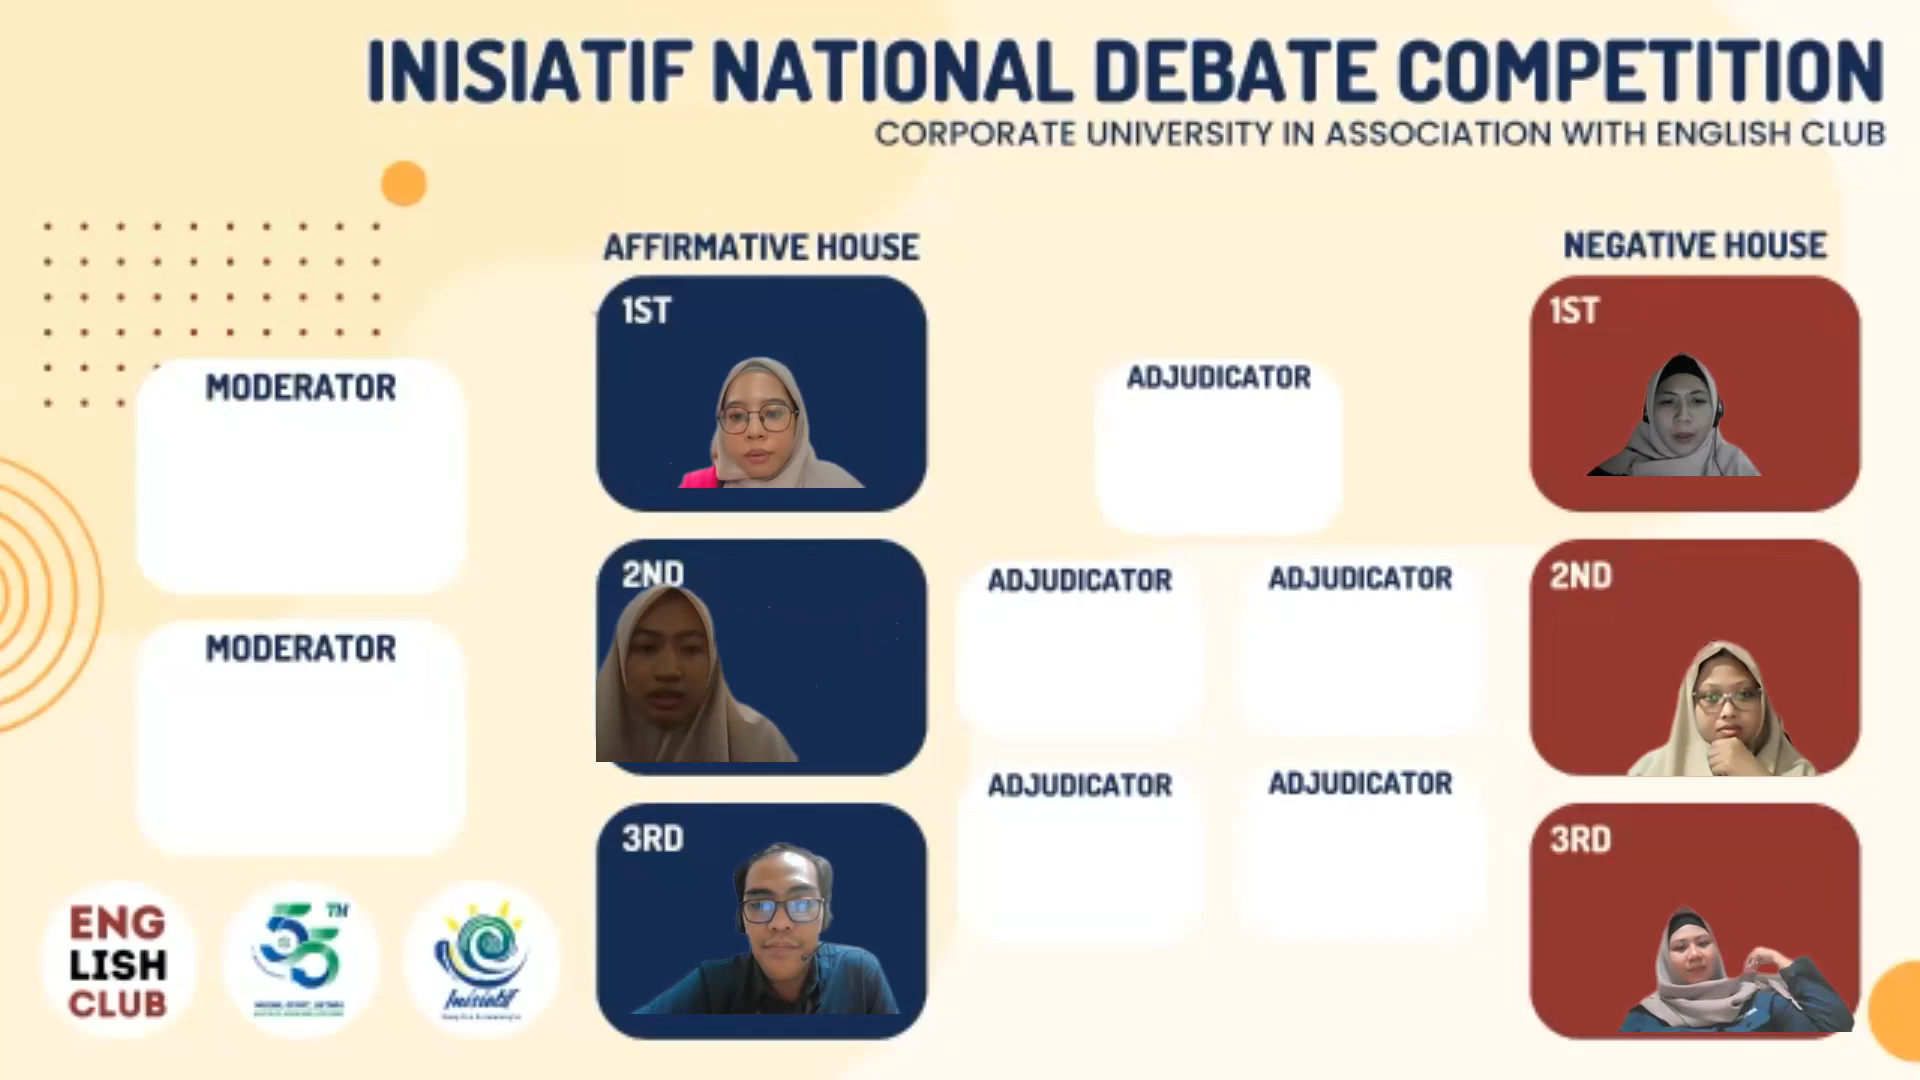 INISIATIF NATIONAL DEBATE COMPETITION
CORPORATE UNIVERSITY IN ASSOCIATION WITH ENGLISH CLUB
AFFIRMATIVE HOUSE
NEGATIVE HOUSE
1ST
1ST
MODERATOR
ADJUDICATOR
2ND
2ND
ADJUDICATOR
ADJUDICATOR
MODERATOR
ADJUDICATOR
ADJUDICATOR
3RD
3RD
ENG
LISH
CLUB
55TH
Inisiatif